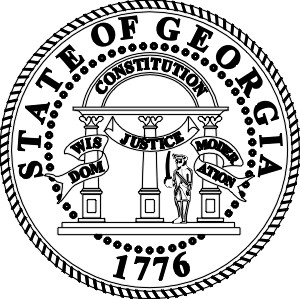 STATE OF GEORGIA
CONSTITUTION
WIS
DOM
JUSTICE
MODER
ATION
1776